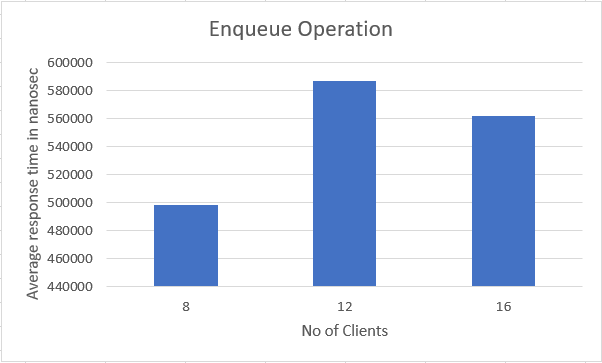 Enqueue Operation
Average response time in nanosec
600000
580000
560000
540000
520000
500000
480000
460000
440000
8 12 16
No of Clients